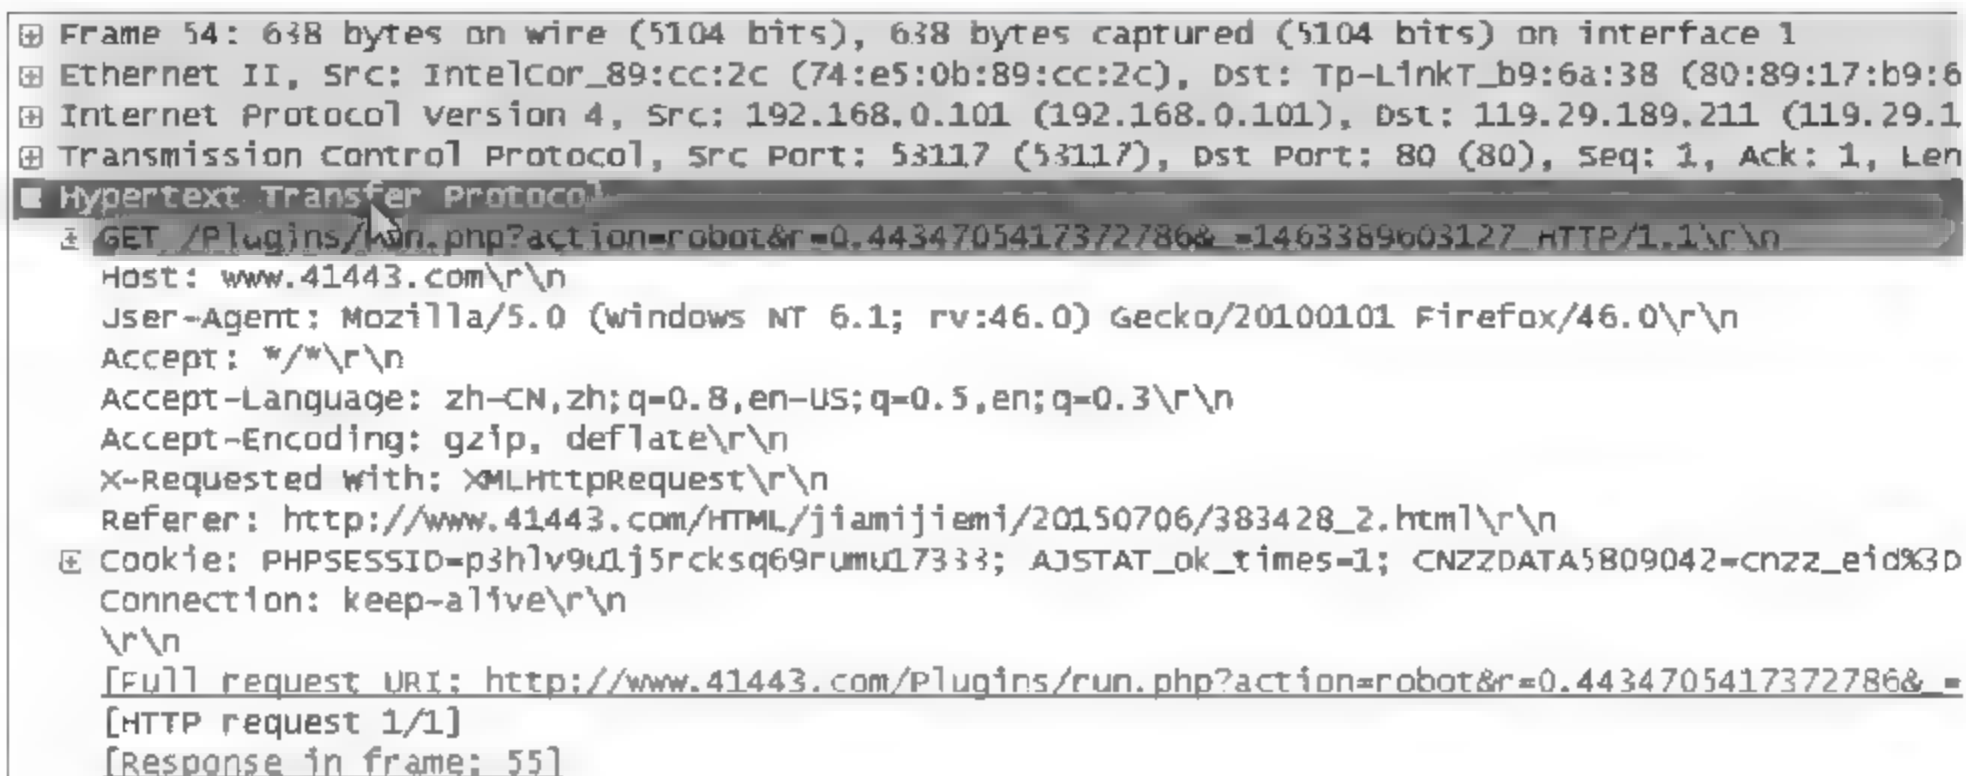 Frame 54: 638 bytes on wire (5104 bits), 638 bytes captured (5104 bits) on interface 1
Ethernet II, Src: IntelCor_89:cc:2c (74:e5:0b:89:cc:2c), Dst: Tp-LinkT_b9:6a:38 (80:89:17:b9:6
Internet Protocol Version 4, Src: 192.168.0.101 (192.168.0.101), Dst: 119.29.189.211 (119.29.1
Transmission Control Protocol, Src Port: 53117 (53117), Dst Port: 80 (80), Seq: 1, Ack: 1, Len
Hypertext Transfer Protocol
GET /Plugins/run.php?action=robot&r=0.4434705417372786&_=1463389603127 HTTP/1.1\r\n
Host: www.41443.com\r\n
User-Agent: Mozilla/5.0 (Windows NT 6.1; rv:46.0) Gecko/20100101 Firefox/46.0\r\n
Accept: */*\r\n
Accept-Language: zh-CN,zh;q=0.8,en-US;q=0.5,en;q=0.3\r\n
Accept-Encoding: gzip, deflate\r\n
X-Requested-With: XMLHttpRequest\r\n
Referer: http://www.41443.com/HTML/jiamijiemi/20150706/383428_2.html\r\n
Cookie: PHPSESSID=p3hlv9u1j5rcksq69rumu17333; AJSTAT_ok_times=1; CNZZDATA5809042=cnzz_eid%3D
Connection: keep-alive\r\n
\r\n
[Full request URI: http://www.41443.com/Plugins/run.php?action=robot&r=0.4434705417372786&_=
[HTTP request 1/1]
[Response in frame: 55]